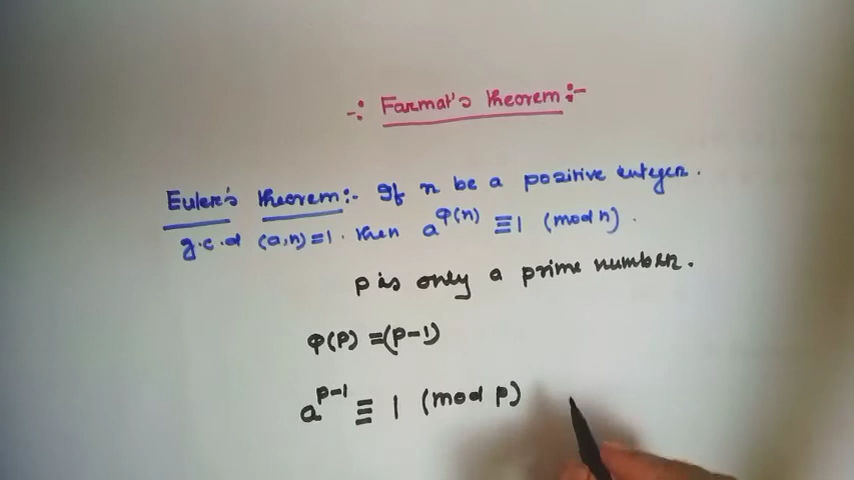 -: Farmat's theorem:-
Euler's theorem:- If n be a positive integer.
g.c.d (a,n)=1. then a^φ(n) ≡1 (mod n).
p is only a prime number.
φ(p) =(p-1)
a^p-1 ≡ 1 (mod p)